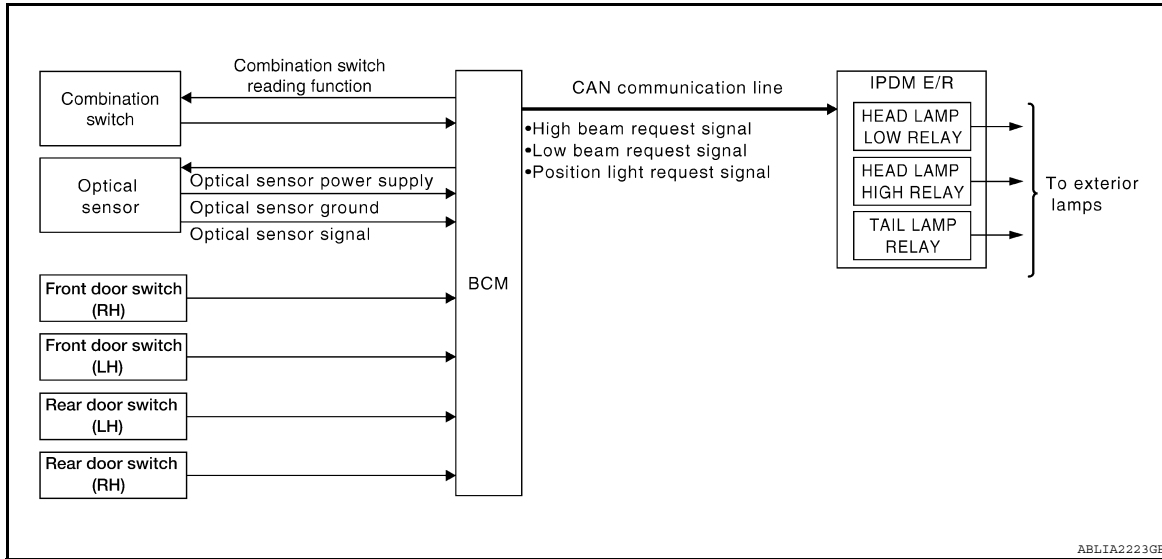 Combination switch
reading function
Combination
switch
Optical
sensor
Optical sensor power supply
Optical sensor ground
Optical sensor signal
Front door switch
(RH)
Front door switch
(LH)
Rear door switch
(LH)
Rear door switch
(RH)
BCM
CAN communication line
•High beam request signal
•Low beam request signal
•Position light request signal
IPDM E/R
HEAD LAMP
LOW RELAY
HEAD LAMP
HIGH RELAY
TAIL LAMP
RELAY
To exterior
lamps